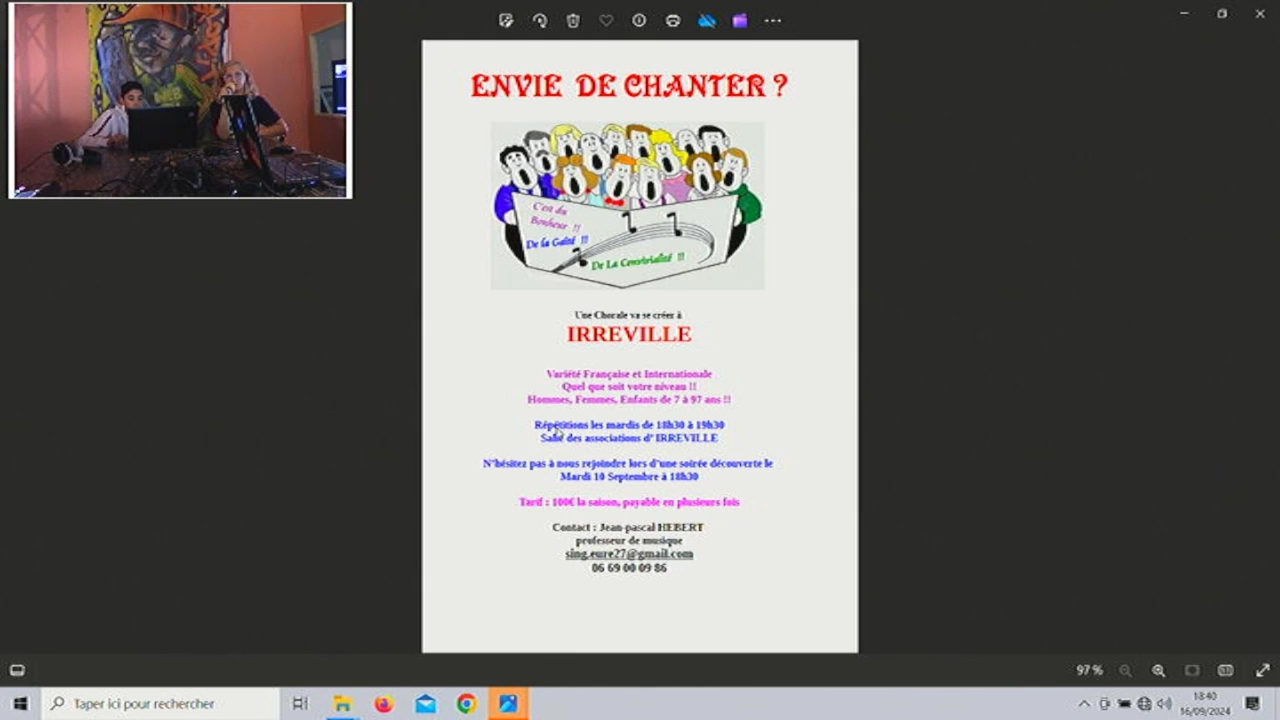 ENVIE DE CHANTER ?
C'est du
Bonheur !!
De la Gaîté !!
De La Convivialité !!
Une Chorale va se créer à
IRREVILLE
Variété Française et Internationale
Quel que soit votre niveau !!
Hommes, Femmes, Enfants de 7 à 97 ans !!
Répétitions les mardis de 18h30 à 19h30
Salle des associations d' IRREVILLE
N'hésitez pas à nous rejoindre lors d'une soirée découverte le
Mardi 10 Septembre à 18h30
Tarif : 100€ la saison, payable en plusieurs fois
Contact : Jean-pascal HEBERT
professeur de musique
sing.eure27@gmail.com
06 69 00 09 86
97 %
Taper ici pour rechercher
18:40
16/09/2024